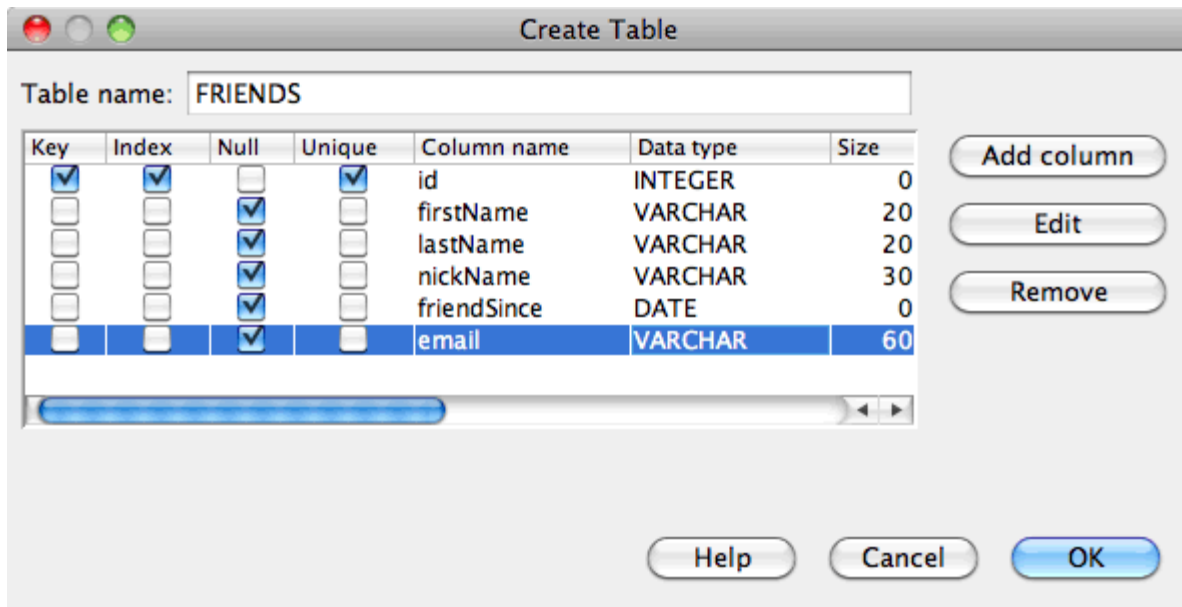 Create Table
Table name: FRIENDS
Key Index Null Unique Column name Data type Size
id INTEGER 0
firstName VARCHAR 20
lastName VARCHAR 20
nickName VARCHAR 30
friendSince DATE 0
email VARCHAR 60
Add column
Edit
Remove
Help Cancel OK